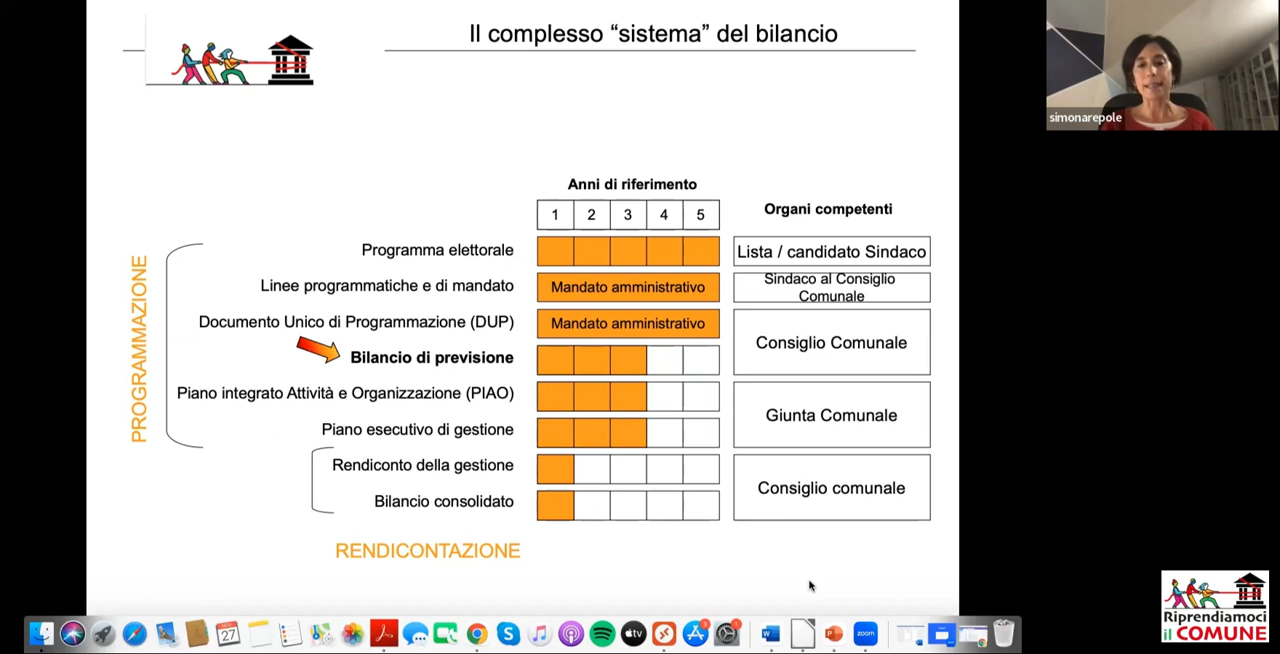 Il complesso “sistema” del bilancio
simonarepole
Anni di riferimento
Organi competenti
1 2 3 4 5
Programma elettorale
Lista / candidato Sindaco
Linee programmatiche e di mandato
Mandato amministrativo
Sindaco al Consiglio
Comunale
Documento Unico di Programmazione (DUP)
Mandato amministrativo
Consiglio Comunale
Bilancio di previsione
Piano integrato Attività e Organizzazione (PIAO)
Giunta Comunale
Piano esecutivo di gestione
Rendiconto della gestione
Consiglio comunale
Bilancio consolidato
PROGRAMMAZIONE
RENDICONTAZIONE
27
tv
W
P
zoom
Riprendiamoci
il COMUNE